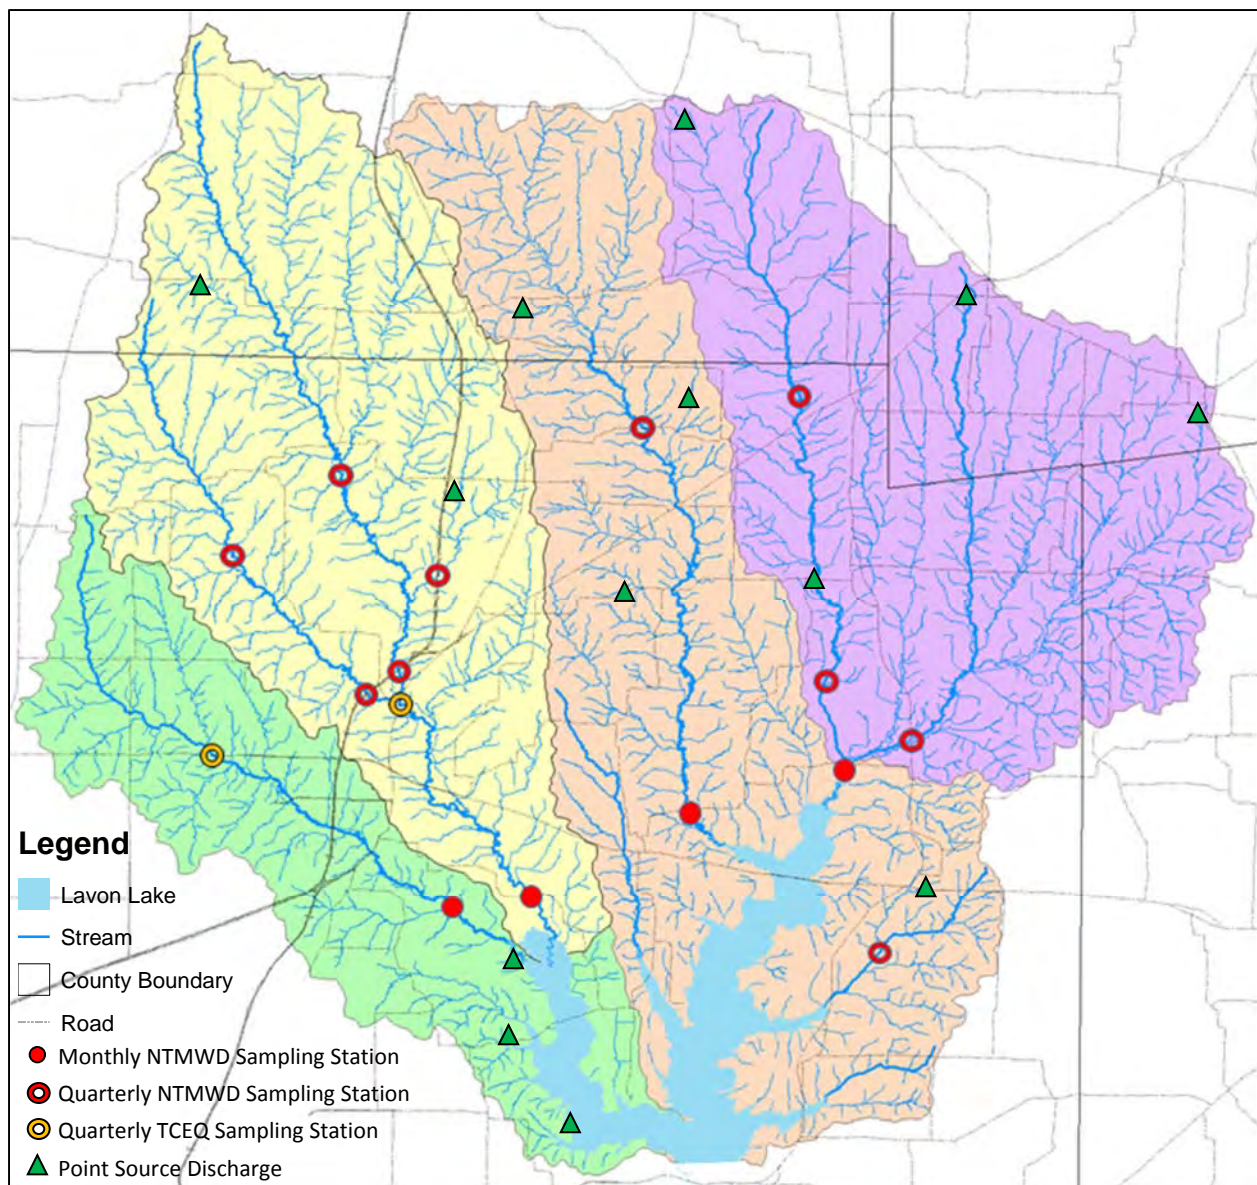 Legend
Lavon Lake
Stream
County Boundary
Road
Monthly NTMWD Sampling Station
Quarterly NTMWD Sampling Station
Quarterly TCEQ Sampling Station
Point Source Discharge